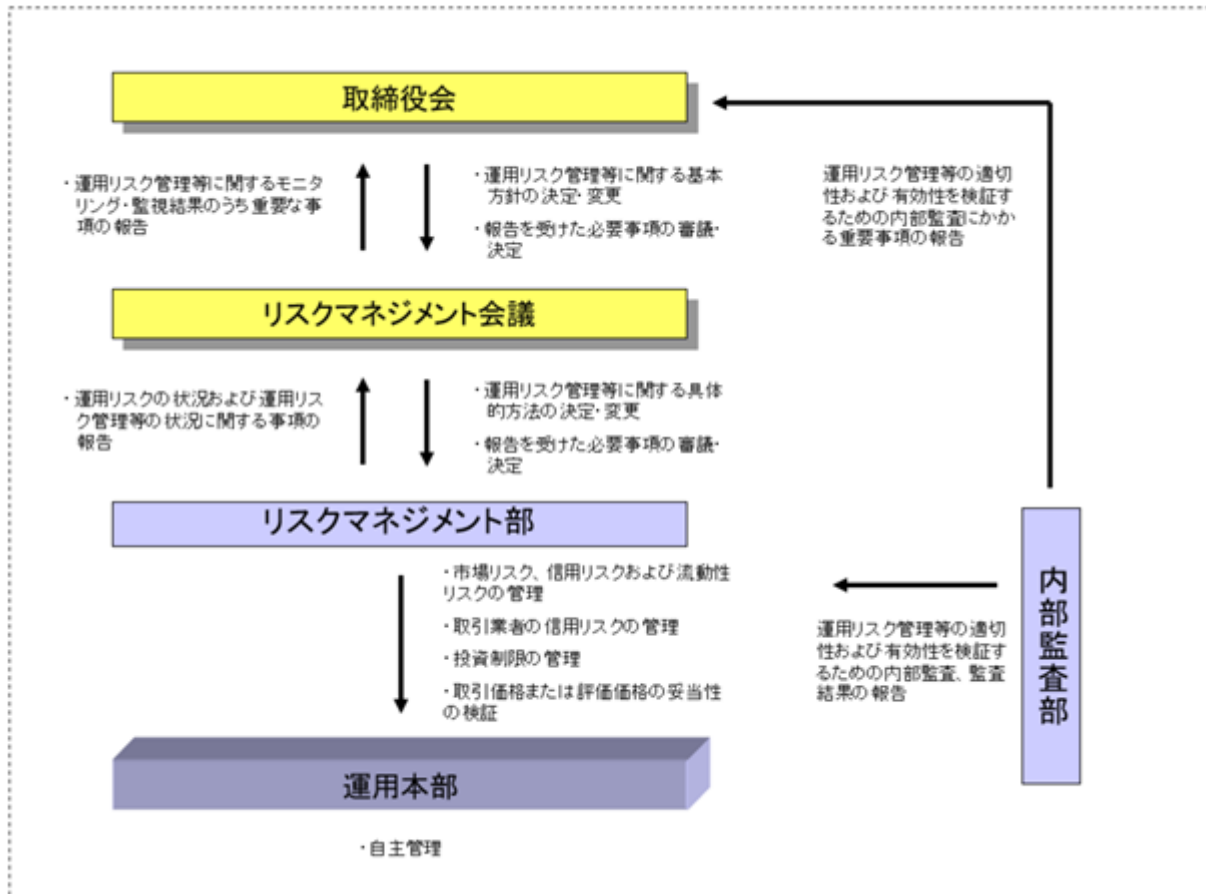 取締役会
・運用リスク管理等に関するモニタ
リング・監視結果のうち重要な事
項の報告
・運用リスク管理等に関する基本
方針の決定・変更
・報告を受けた必要事項の審議・
決定
運用リスク管理等の適切
性および有効性を検証す
るための内部監査にかか
る重要事項の報告
リスクマネジメント会議
・運用リスクの状況および運用リス
ク管理等の状況に関する事項の
報告
・運用リスク管理等に関する具体
的方法の決定・変更
・報告を受けた必要事項の審議・
決定
リスクマネジメント部
・市場リスク、信用リスクおよび流動性
リスクの管理
・取引業者の信用リスクの管理
・投資制限の管理
・取引価格または評価価格の妥当性
の検証
運用リスク管理等の適切
性および有効性を検証す
るための内部監査、監査
結果の報告
内部監査部
運用本部
・自主管理